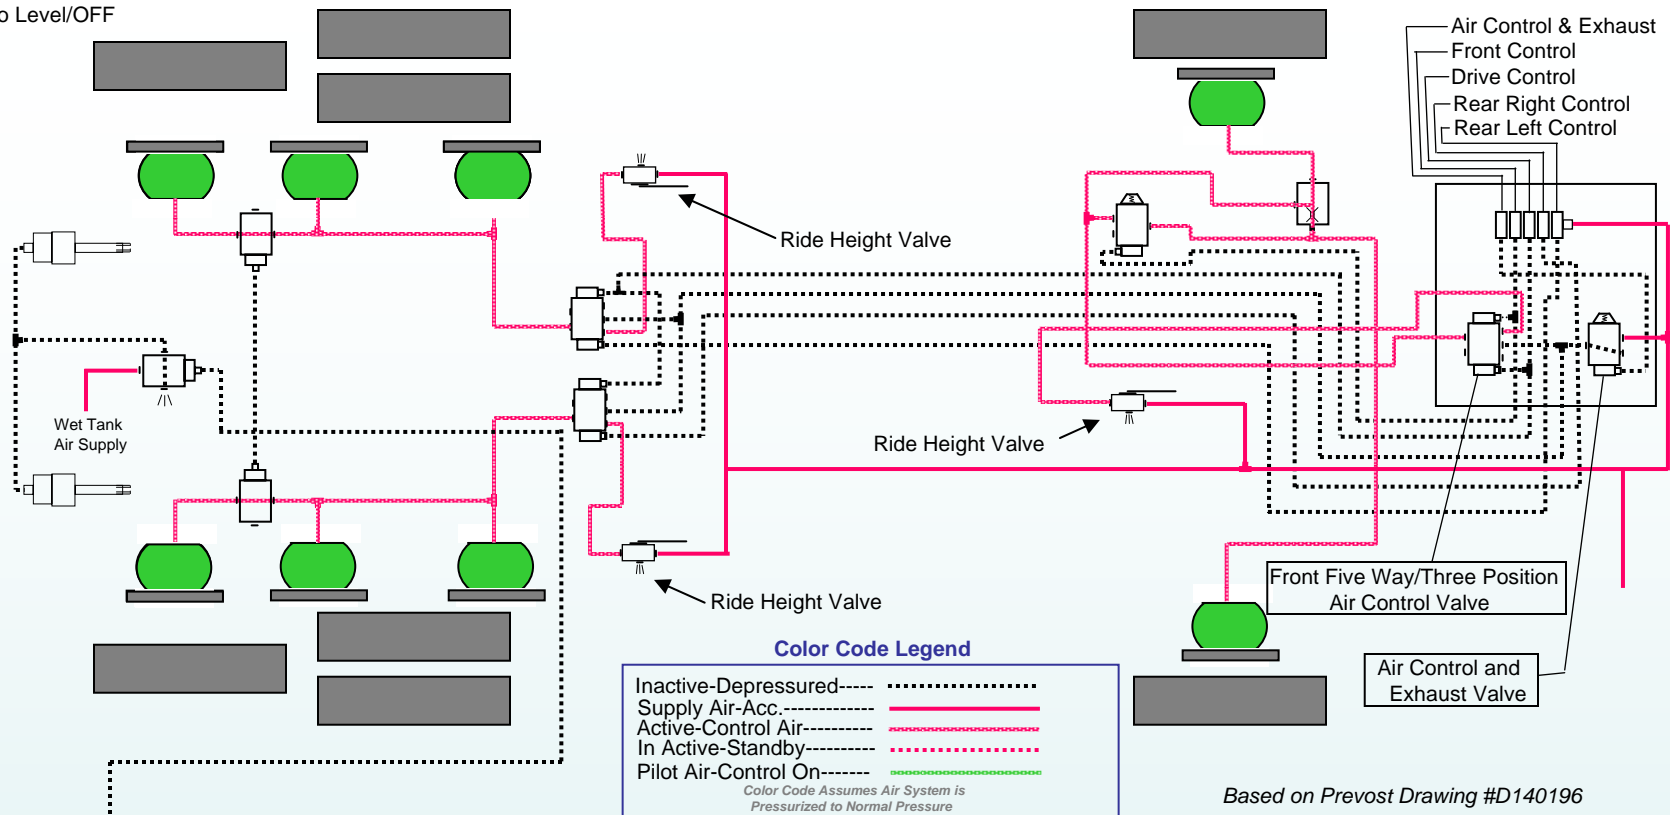 o Level/OFF
Air Control & Exhaust
Front Control
Drive Control
Rear Right Control
Rear Left Control
Ride Height Valve
Wet Tank
Air Supply
Ride Height Valve
Ride Height Valve
Front Five Way/Three Position
Air Control Valve
Air Control and
Exhaust Valve
Color Code Legend
Inactive-Depressured-----
Supply Air-Acc.-------------
Active-Control Air----------
In Active-Standby----------
Pilot Air-Control On-------
Color Code Assumes Air System is
Pressurized to Normal Pressure
Based on Prevost Drawing #D140196